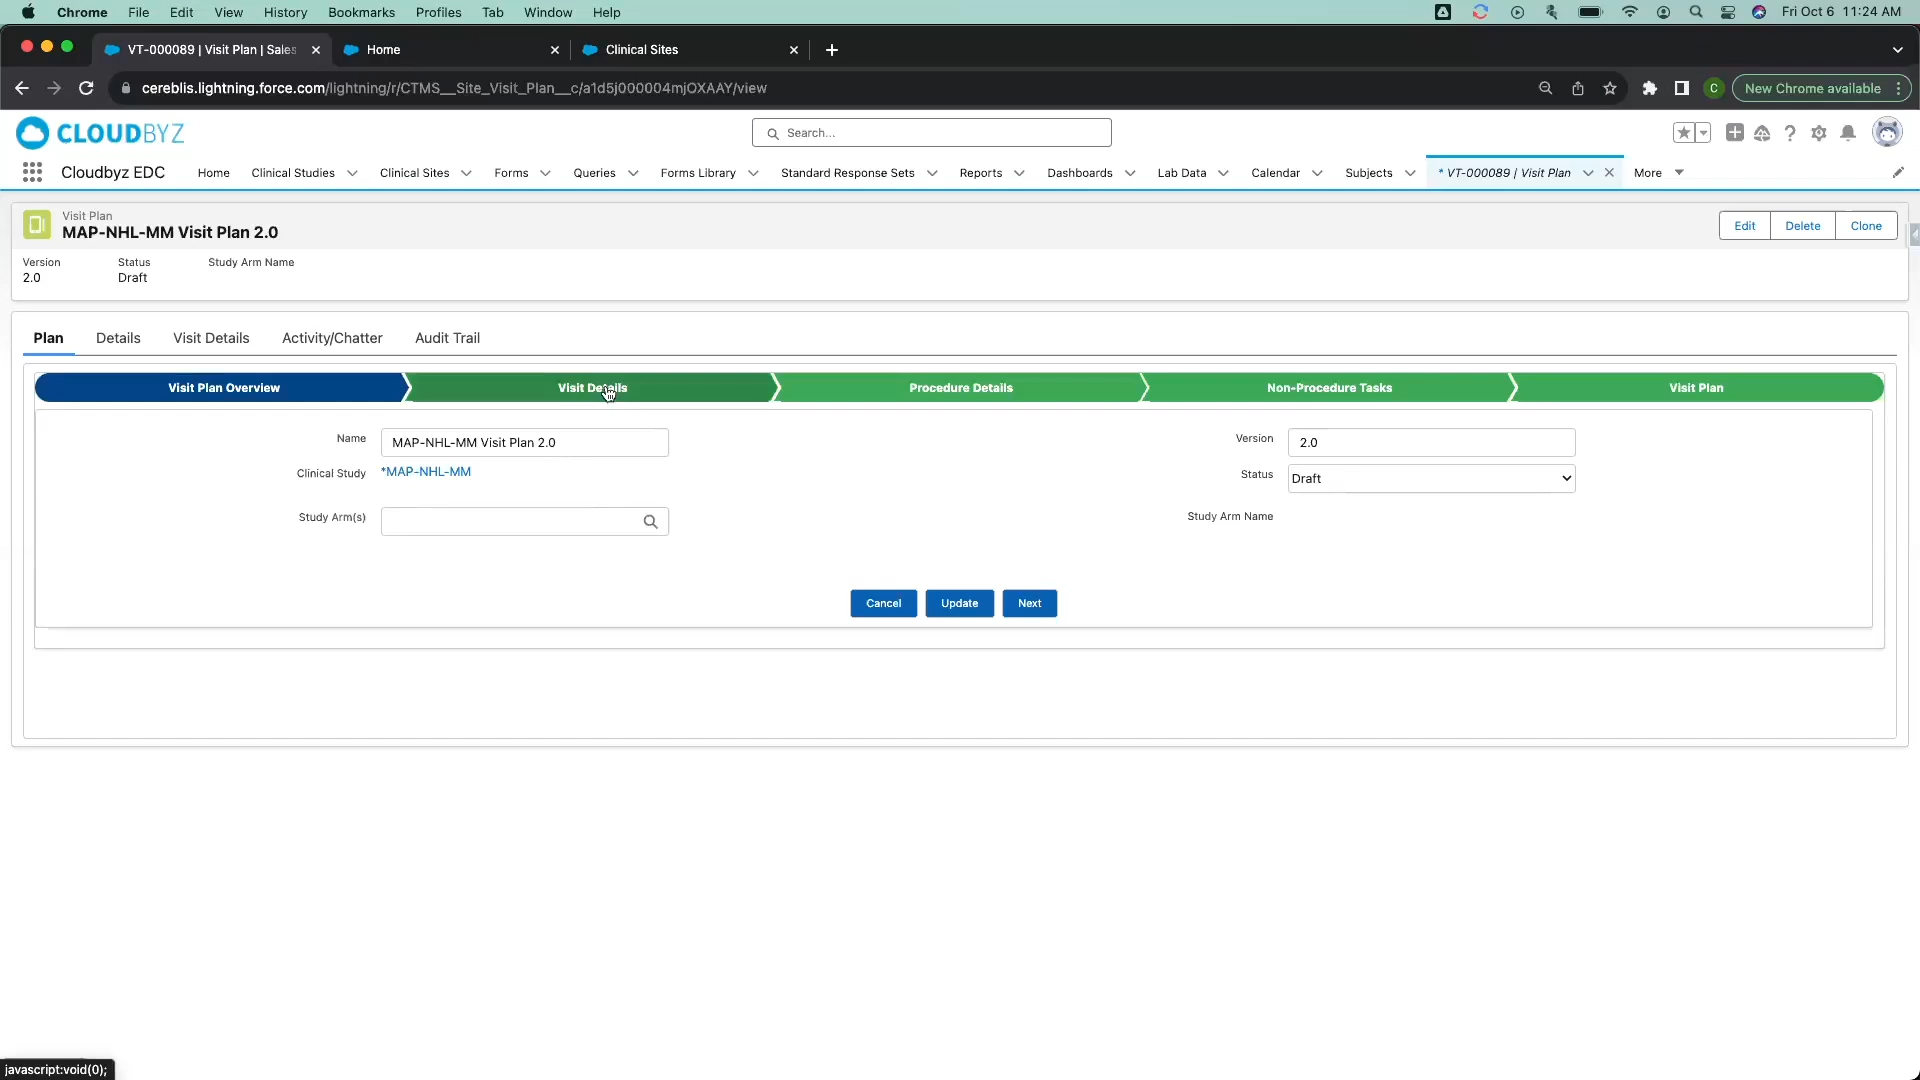 Chrome File Edit View History Bookmarks Profiles Tab Window Help Fri Oct 6 11:24 AM
VT-000089 | Visit Plan | Sales Home Clinical Sites
cereblis.lightning.force.com/lightning/r/CTMS__Site_Visit_Plan__c/a1d5j000004mjOXAAY/view C New Chrome available
CLOUDBYZ Search...
Cloudbyz EDC Home Clinical Studies Clinical Sites Forms Queries Forms Library Standard Response Sets Reports Dashboards Lab Data Calendar Subjects * VT-000089 | Visit Plan More
Visit Plan
MAP-NHL-MM Visit Plan 2.0 Edit Delete Clone
Version Status Study Arm Name
2.0 Draft
Plan Details Visit Details Activity/Chatter Audit Trail
Visit Plan Overview Visit Details Procedure Details Non-Procedure Tasks Visit Plan
Name MAP-NHL-MM Visit Plan 2.0 Version 2.0
Clinical Study *MAP-NHL-MM Status Draft
Study Arm(s) Study Arm Name
Cancel Update Next
javascript:void(0);